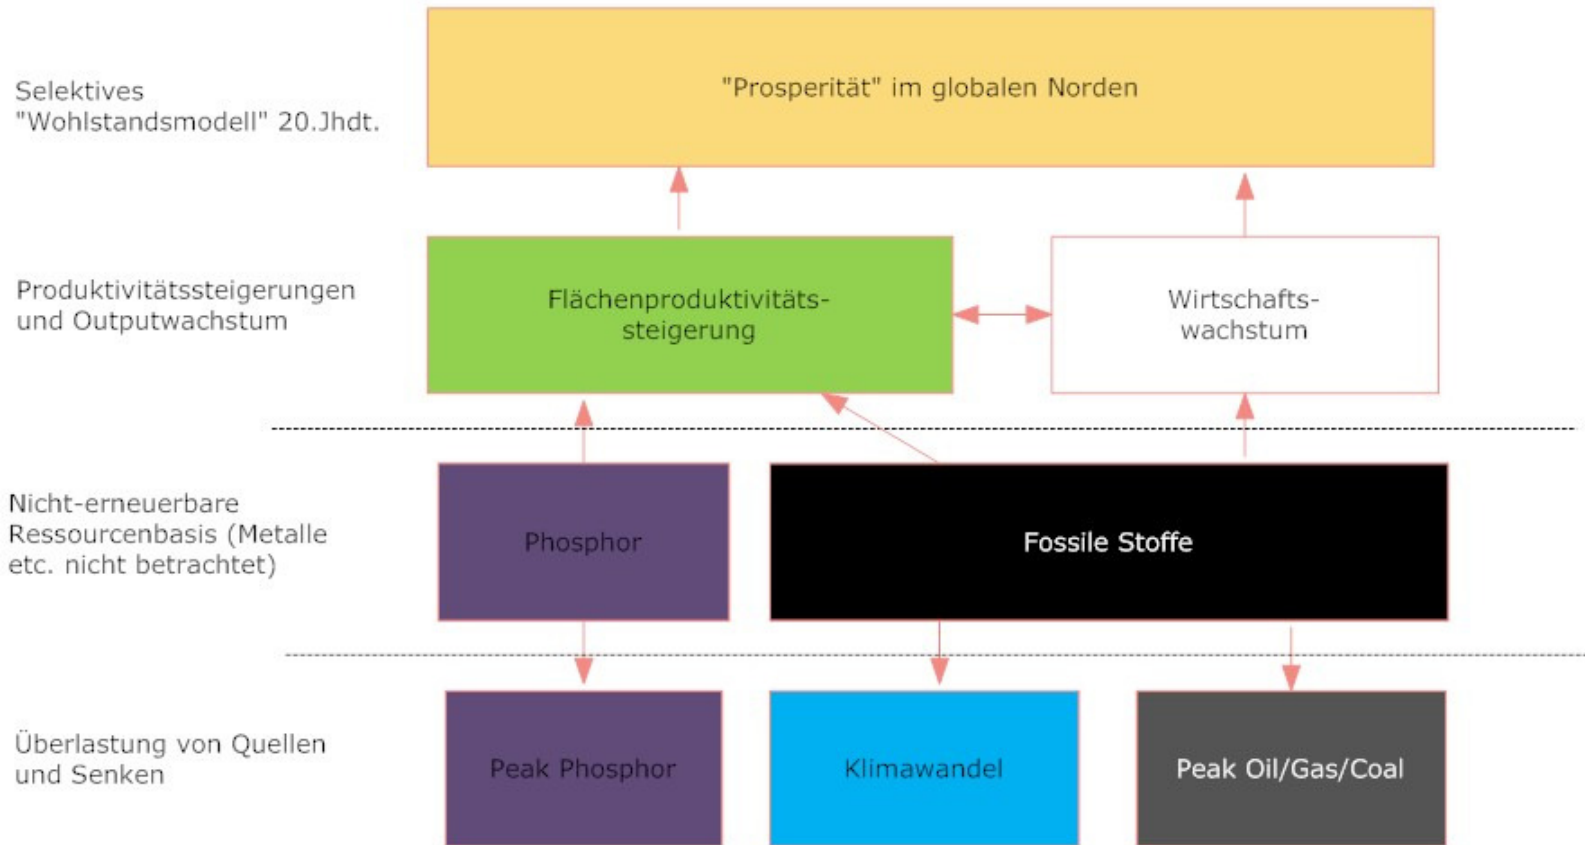 Selektives
"Wohlstandsmodell" 20.Jhdt.
"Prosperität" im globalen Norden
Produktivitätssteigerungen
und Outputwachstum
Flächenproduktivitäts-
steigerung
Wirtschafts-
wachstum
Nicht-erneuerbare
Ressourcenbasis (Metalle
etc. nicht betrachtet)
Phosphor
Fossile Stoffe
Überlastung von Quellen
und Senken
Peak Phosphor
Klimawandel
Peak Oil/Gas/Coal